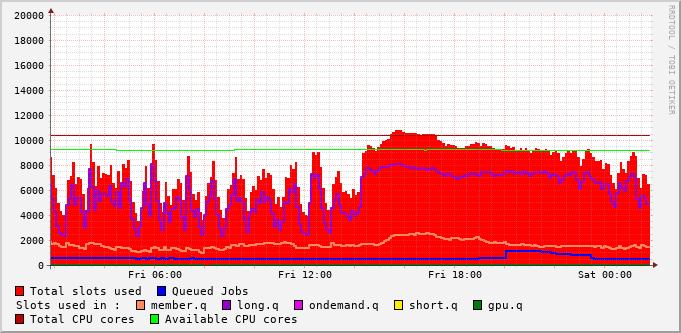 20000
18000
16000
14000
12000
10000
8000
6000
4000
2000
0
Fri 06:00 Fri 12:00 Fri 18:00 Sat 00:00
Total slots used Queued Jobs
Slots used in : member.q long.q ondemand.q short.q gpu.q
Total CPU cores Available CPU cores
RRDTOOL / TOBI OETIKER